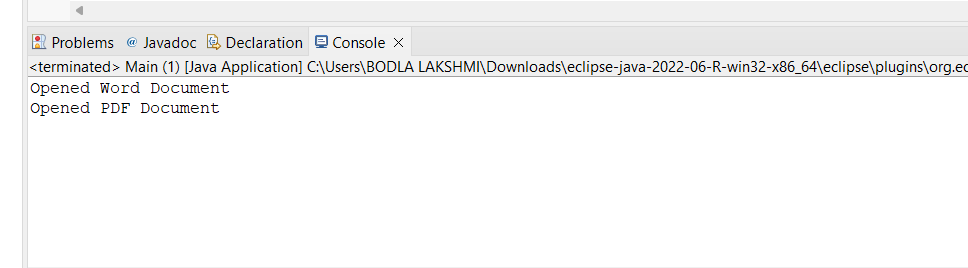 Problems Javadoc Declaration Console
<terminated> Main (1) [Java Application] C:\Users\BODLA LAKSHMI\Downloads\eclipse-java-2022-06-R-win32-x86_64\eclipse\plugins\org.ec
Opened Word Document
Opened PDF Document